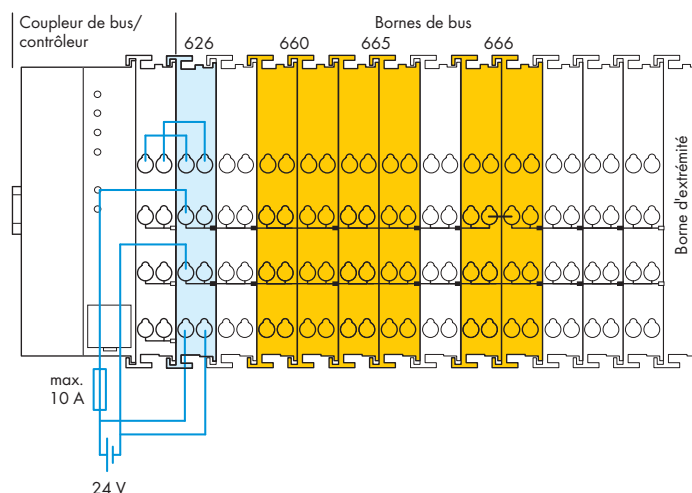 Coupleur de bus/
contrôleur
Bornes de bus
626
660
665
666
Borne d'extrémité
max.
10 A
24 V